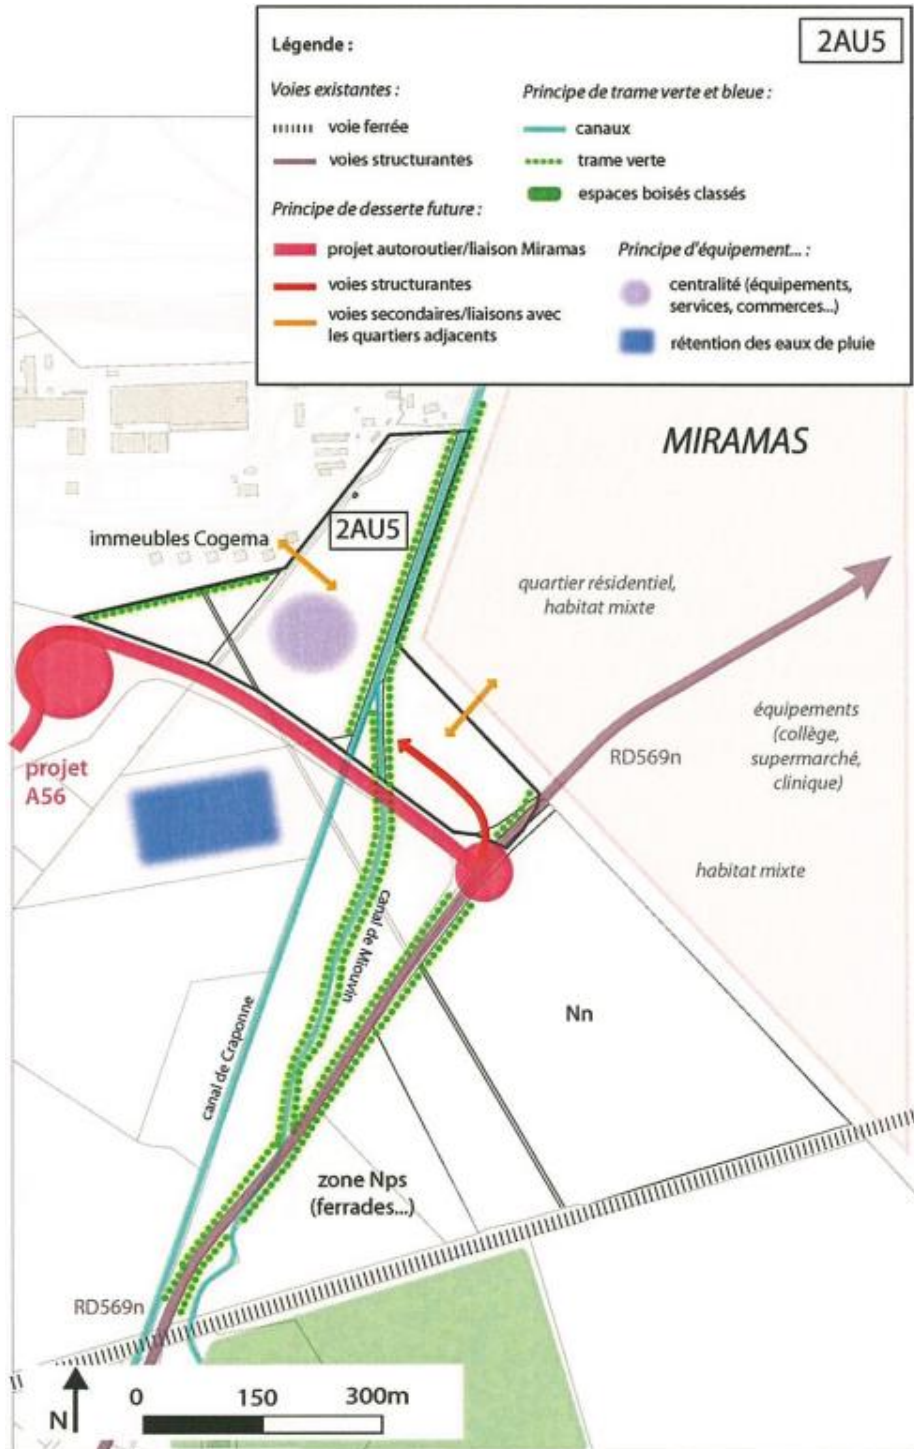 2AU5
Légende :
Voies existantes :
voie ferrée
voies structurantes
Principe de desserte future :
projet autoroutier/liaison Miramas
voies structurantes
voies secondaires/liaisons avec
les quartiers adjacents
Principe de trame verte et bleue :
canaux
trame verte
espaces boisés classés
Principe d'équipement... :
centralité (équipements,
services, commerces...)
rétention des eaux de pluie
MIRAMAS
2AU5
immeubles Cogema
quartier résidentiel,
habitat mixte
équipements
(collège,
supermarché,
clinique)
RD569n
projet
A56
habitat mixte
canal de Miouvin
canal de Craponne
Nn
zone Nps
(ferrades...)
RD569n
N
0 150 300m